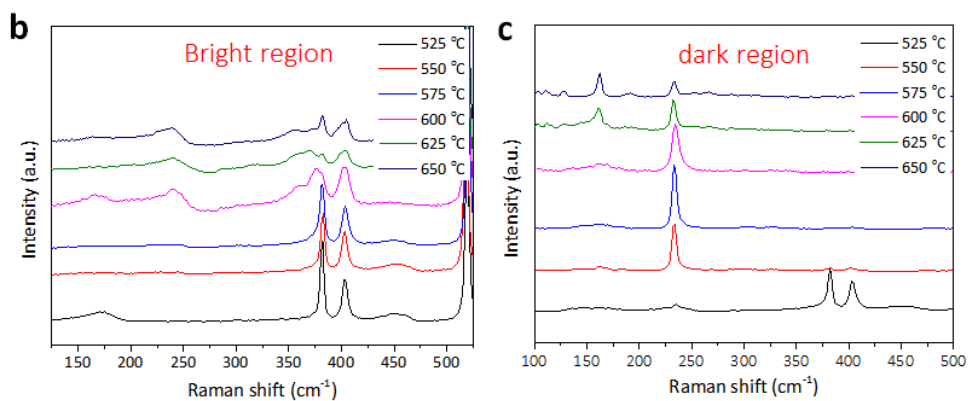 b
Bright region
525 °C
550 °C
575 °C
600 °C
625 °C
650 °C
Intensity (a.u.)
150 200 250 300 350 400 450 500
Raman shift (cm⁻¹)
c
dark region
525 °C
550 °C
575 °C
600 °C
625 °C
650 °C
Intensity (a.u.)
100 150 200 250 300 350 400 450 500
Raman shift (cm⁻¹)